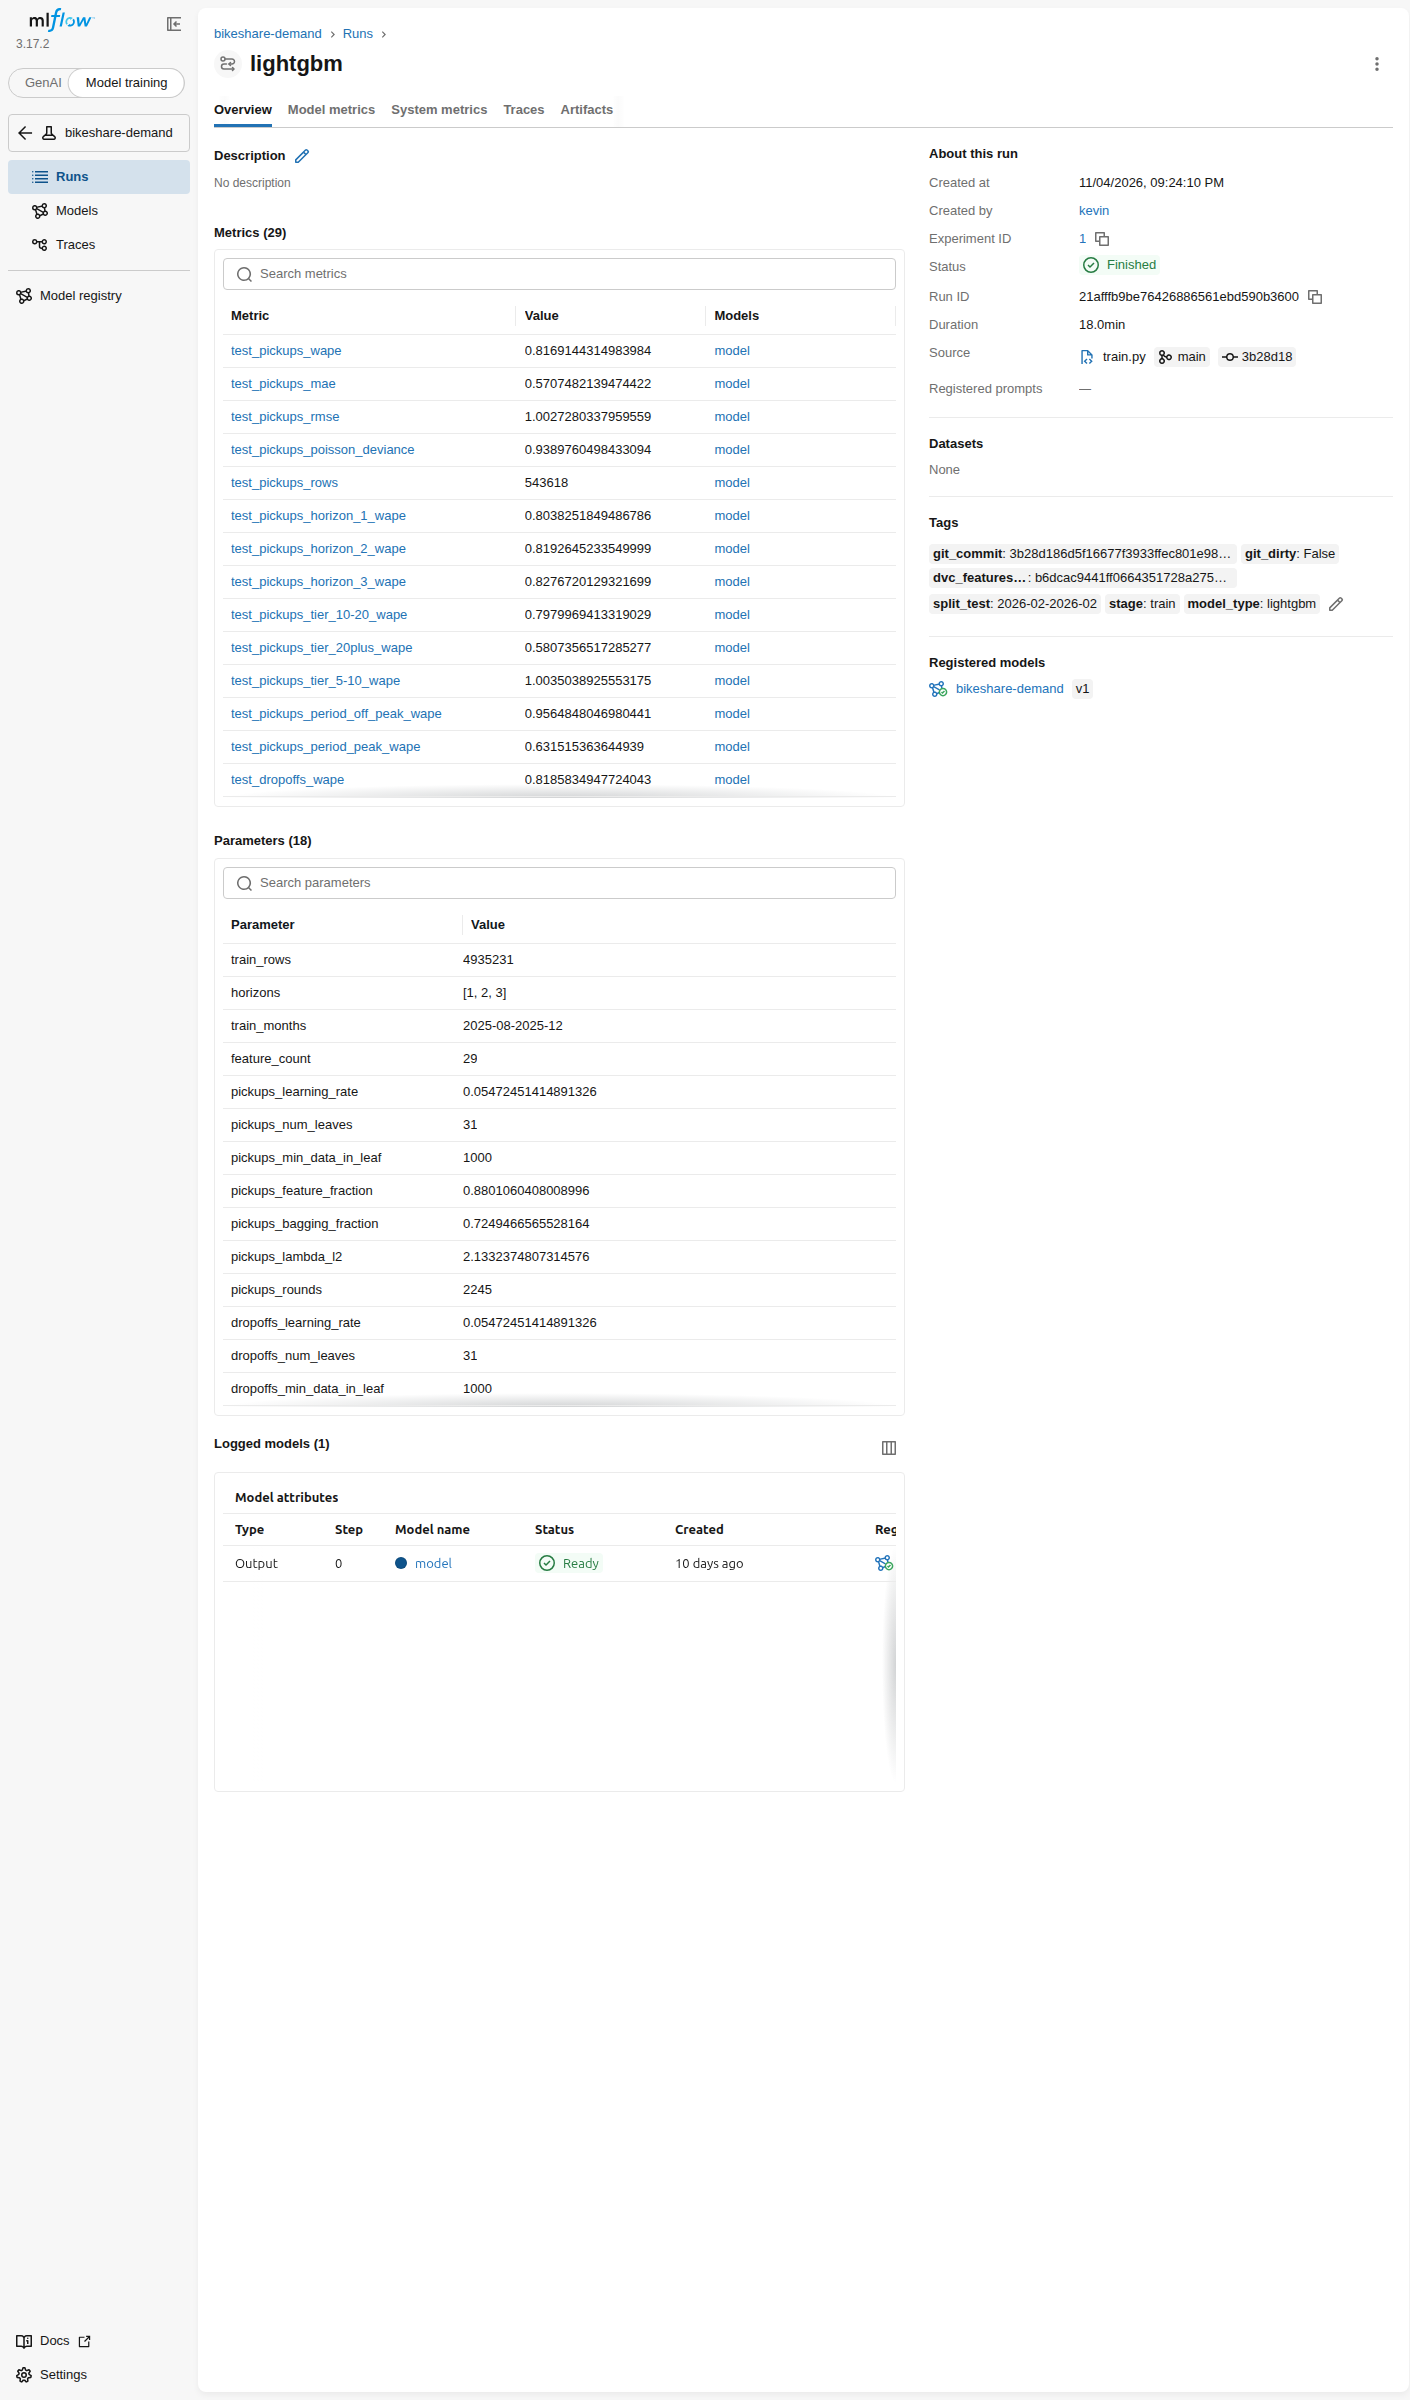 mlflow
3.17.2
GenAI Model training
bikeshare-demand
Runs
Models
Traces
Model registry
Docs
Settings
bikeshare-demand › Runs ›
lightgbm
Overview Model metrics System metrics Traces Artifacts
Description
No description
Metrics (29)
Search metrics
Metric Value Models
test_pickups_wape 0.8169144314983984 model
test_pickups_mae 0.5707482139474422 model
test_pickups_rmse 1.0027280337959559 model
test_pickups_poisson_deviance 0.9389760498433094 model
test_pickups_rows 543618 model
test_pickups_horizon_1_wape 0.8038251849486786 model
test_pickups_horizon_2_wape 0.8192645233549999 model
test_pickups_horizon_3_wape 0.8276720129321699 model
test_pickups_tier_10-20_wape 0.7979969413319029 model
test_pickups_tier_20plus_wape 0.5807356517285277 model
test_pickups_tier_5-10_wape 1.0035038925553175 model
test_pickups_period_off_peak_wape 0.9564848046980441 model
test_pickups_period_peak_wape 0.631515363644939 model
test_dropoffs_wape 0.8185834947724043 model
Parameters (18)
Search parameters
Parameter Value
train_rows 4935231
horizons [1, 2, 3]
train_months 2025-08-2025-12
feature_count 29
pickups_learning_rate 0.05472451414891326
pickups_num_leaves 31
pickups_min_data_in_leaf 1000
pickups_feature_fraction 0.8801060408008996
pickups_bagging_fraction 0.7249466565528164
pickups_lambda_l2 2.1332374807314576
pickups_rounds 2245
dropoffs_learning_rate 0.05472451414891326
dropoffs_num_leaves 31
dropoffs_min_data_in_leaf 1000
Logged models (1)
Model attributes
Type Step Model name Status Created Reg
Output 0 model Ready 10 days ago
About this run
Created at 11/04/2026, 09:24:10 PM
Created by kevin
Experiment ID 1
Status Finished
Run ID 21afffb9be76426886561ebd590b3600
Duration 18.0min
Source train.py main 3b28d18
Registered prompts —
Datasets
None
Tags
git_commit: 3b28d186d5f16677f3933ffec801e98… git_dirty: False
dvc_features…: b6dcac9441ff0664351728a275…
split_test: 2026-02-2026-02 stage: train model_type: lightgbm
Registered models
bikeshare-demand v1